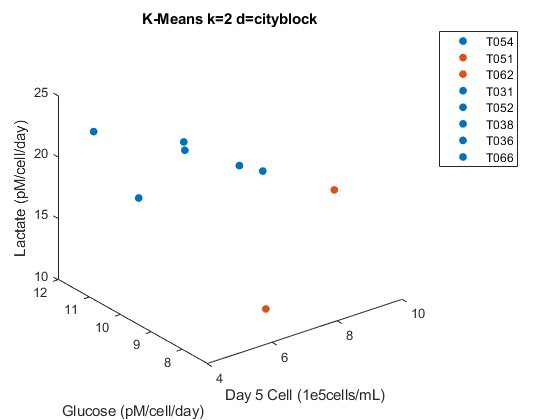 K-Means k=2 d=cityblock
T054
T051
T062
T031
T052
T038
T036
T066
25
20
15
10
Lactate (pM/cell/day)
12
11
10
9
8
Glucose (pM/cell/day)
4
6
8
10
Day 5 Cell (1e5cells/mL)